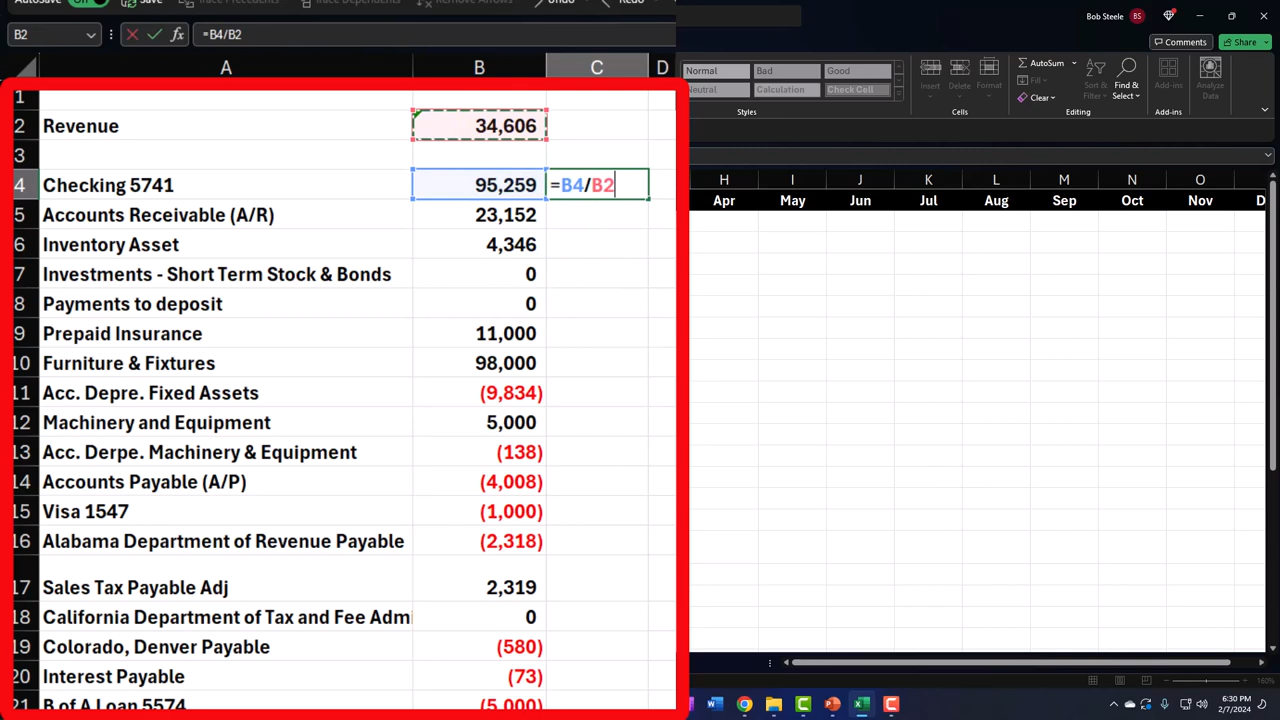 AutoSave On Save Trace Precedents Trace Dependents Remove Arrows Undo Redo
Bob Steele BS
Comments Share
B2 fx =B4/B2
Normal Bad Good
Neutral Calculation Check Cell
Insert Delete Format
AutoSum
Fill
Clear
Sort & Filter
Find & Select
Add-ins
Styles Cells Editing Add-ins
A B C D
H I J K L M N O
Apr May Jun Jul Aug Sep Oct Nov D
1
2 Revenue 34,606
3
4 Checking 5741 95,259 =B4/B2
5 Accounts Receivable (A/R) 23,152
6 Inventory Asset 4,346
7 Investments - Short Term Stock & Bonds 0
8 Payments to deposit 0
9 Prepaid Insurance 11,000
10 Furniture & Fixtures 98,000
11 Acc. Depre. Fixed Assets (9,834)
12 Machinery and Equipment 5,000
13 Acc. Derpe. Machinery & Equipment (138)
14 Accounts Payable (A/P) (4,008)
15 Visa 1547 (1,000)
16 Alabama Department of Revenue Payable (2,318)
17 Sales Tax Payable Adj 2,319
18 California Department of Tax and Fee Admi 0
19 Colorado, Denver Payable (580)
20 Interest Payable (73)
21 B of A Loan 5574 (5,000)
160%
6:30 PM
2/7/2024